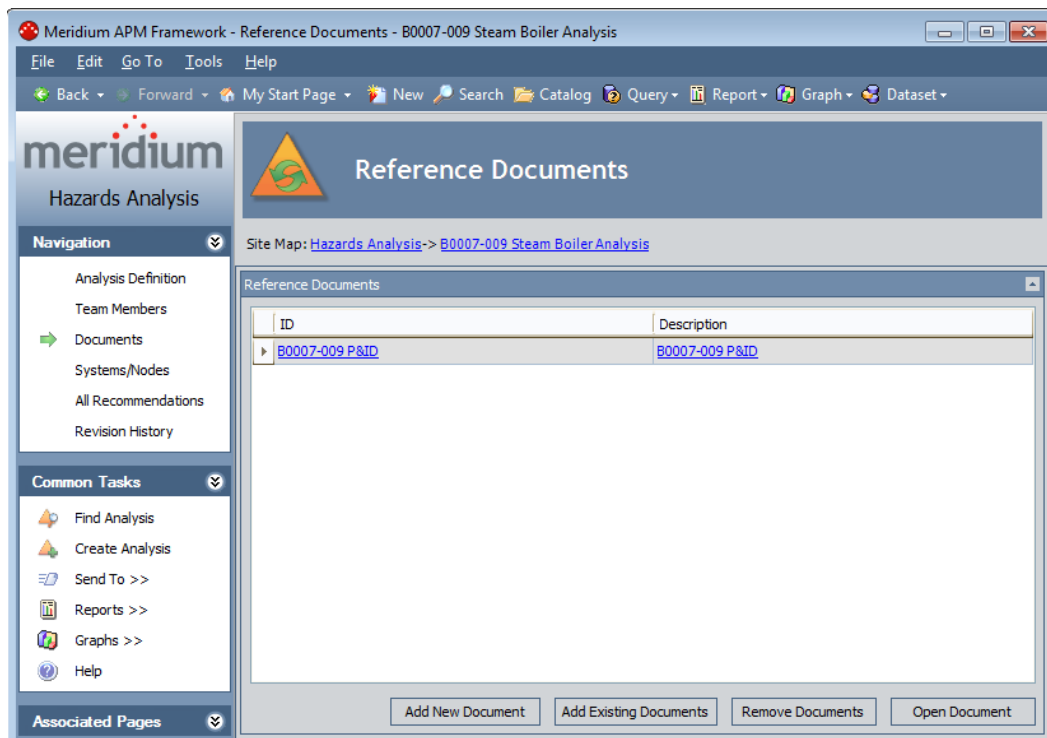 Meridium APM Framework - Reference Documents - B0007-009 Steam Boiler Analysis
File Edit Go To Tools Help
Back Forward My Start Page New Search Catalog Query Report Graph Dataset
meridium
Hazards Analysis
Reference Documents
Navigation
Analysis Definition
Team Members
Documents
Systems/Nodes
All Recommendations
Revision History
Common Tasks
Find Analysis
Create Analysis
Send To >>
Reports >>
Graphs >>
Help
Associated Pages
Site Map: Hazards Analysis-> B0007-009 Steam Boiler Analysis
Reference Documents
ID Description
B0007-009 P&ID B0007-009 P&ID
Add New Document Add Existing Documents Remove Documents Open Document